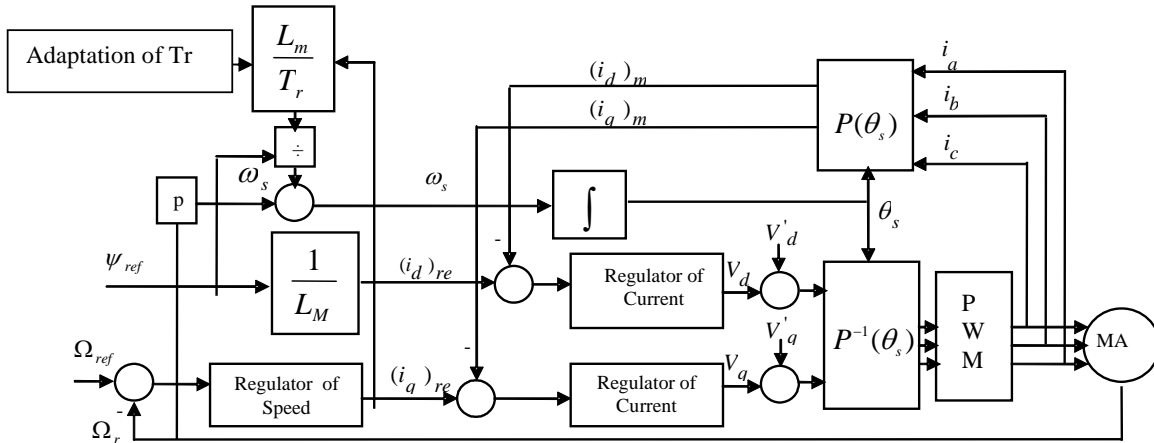 Adaptation of Tr
L_m
T_r
÷
ω_s
p
ω_s
∫
(i_d)_m
(i_q)_m
P(θ_s)
i_a
i_b
i_c
θ_s
ψ_ref
1
L_M
(i_d)_re
-
Regulator of
Current
V_d
V'_d
P^{-1}(θ_s)
P
W
M
MA
Ω_ref
-
Ω_r
Regulator of
Speed
(i_q)_re
-
Regulator of
Current
V_q
V'_q